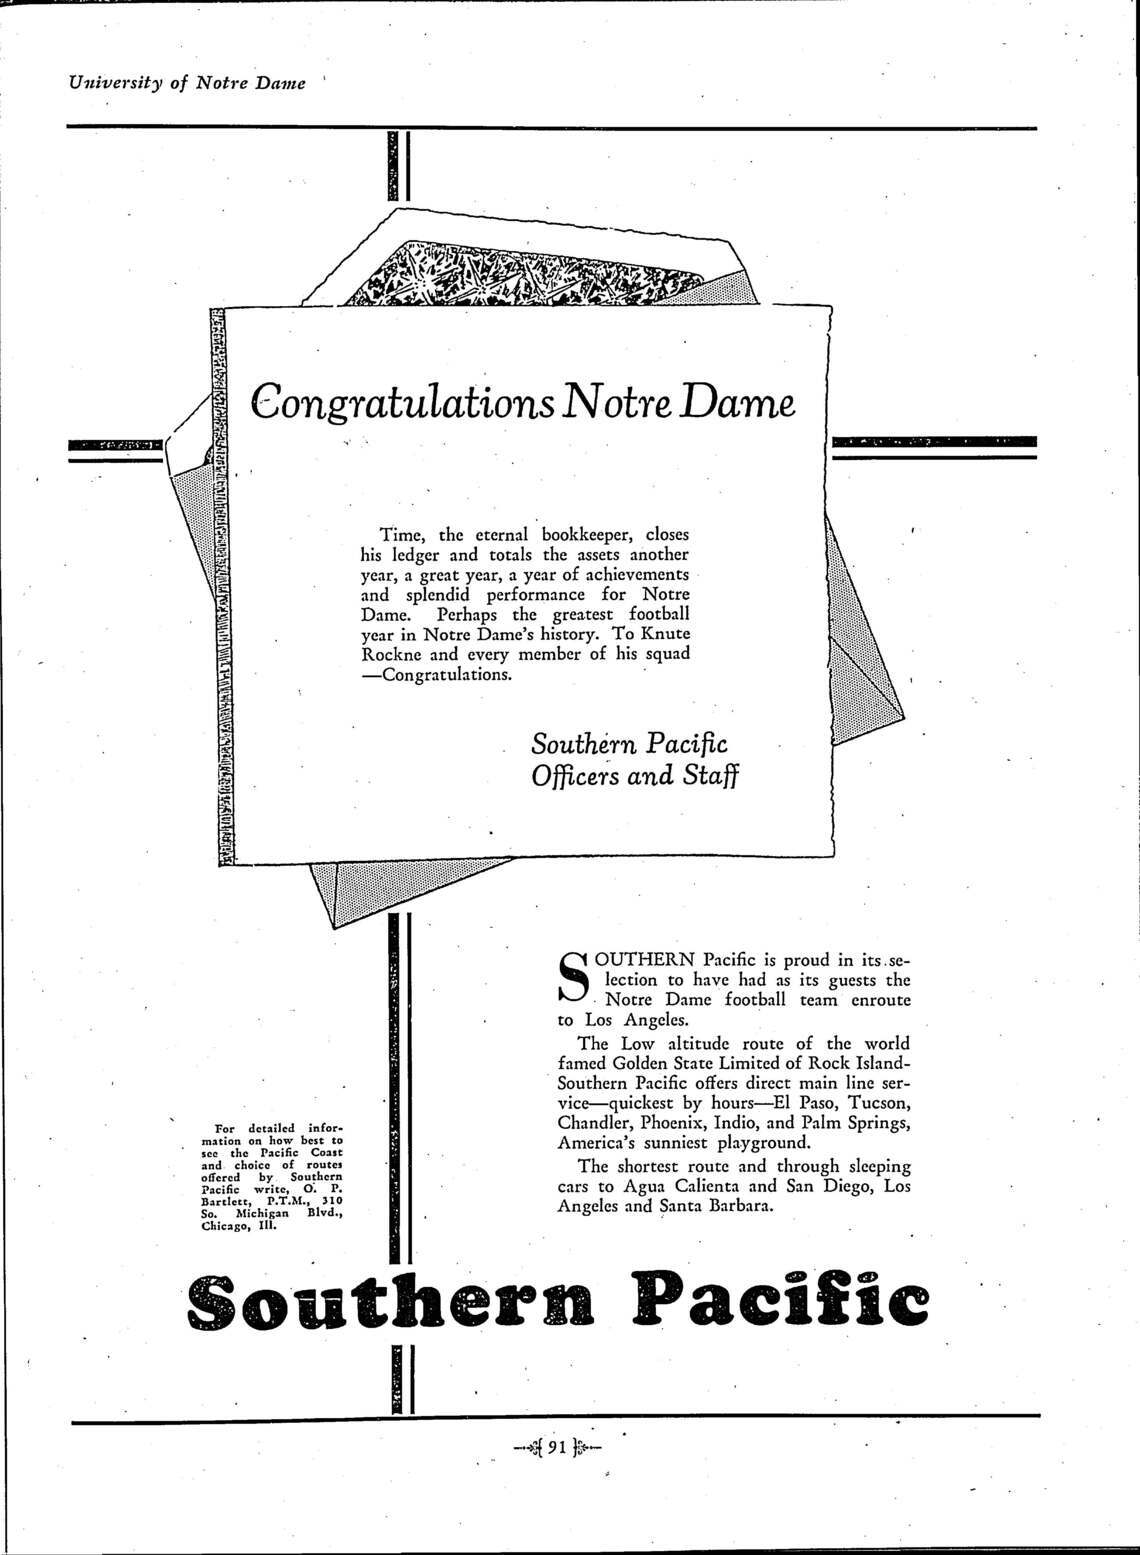 University of Notre Dame
Congratulations Notre Dame
Time, the eternal bookkeeper, closes
his ledger and totals the assets another
year, a great year, a year of achievements
and splendid performance for Notre
Dame. Perhaps the greatest football
year in Notre Dame's history. To Knute
Rockne and every member of his squad
—Congratulations.
Southern Pacific
Officers and Staff
SOUTHERN Pacific is proud in its se-
lection to have had as its guests the
Notre Dame football team enroute
to Los Angeles.
The Low altitude route of the world
famed Golden State Limited of Rock Island-
Southern Pacific offers direct main line ser-
vice—quickest by hours—El Paso, Tucson,
Chandler, Phoenix, Indio, and Palm Springs,
America's sunniest playground.
The shortest route and through sleeping
cars to Agua Calienta and San Diego, Los
Angeles and Santa Barbara.
For detailed infor-
mation on how best to
see the Pacific Coast
and choice of routes
offered by Southern
Pacific write, O. P.
Bartlett, P.T.M., 310
So. Michigan Blvd.,
Chicago, Ill.
Southern Pacific
91